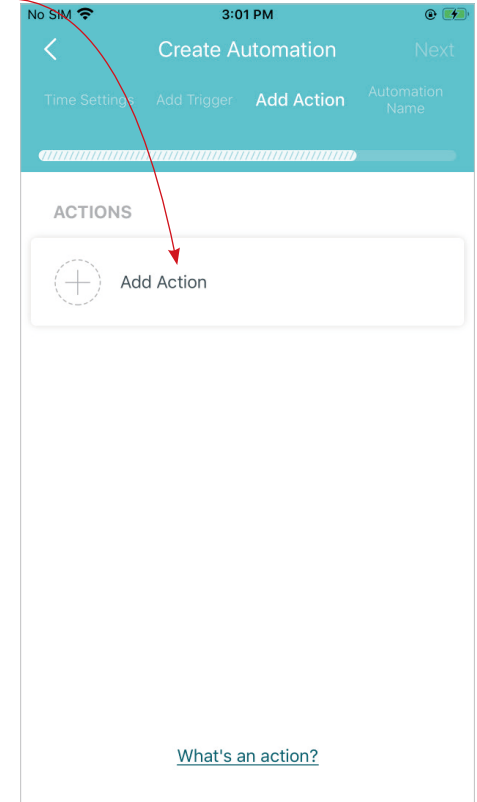 No SIM 3:01 PM
Create Automation Next
Time Settings Add Trigger Add Action Automation
Name
ACTIONS
Add Action
What's an action?